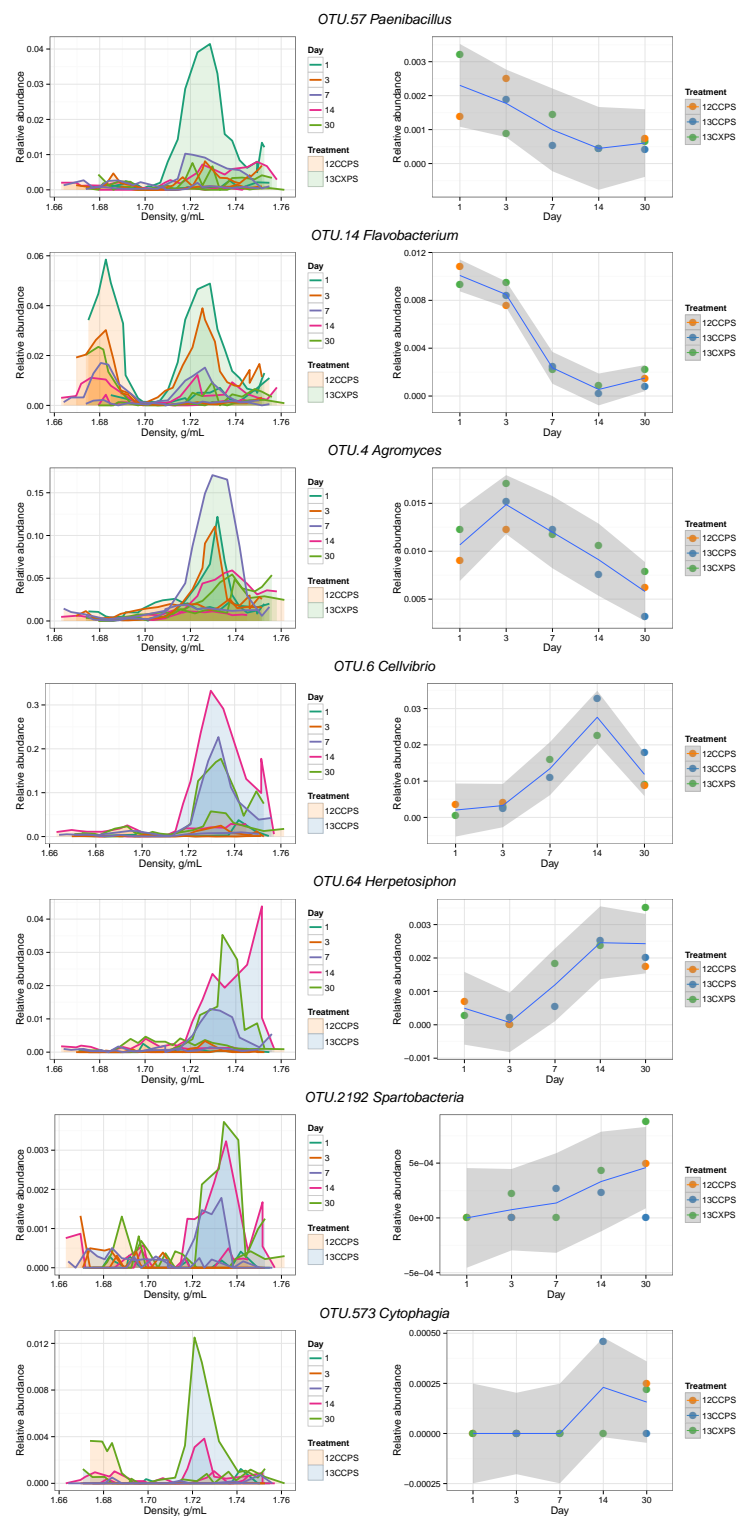 OTU.57 Paenibacillus
Relative abundance
0.04
0.03
0.02
0.01
0.00
1.66 1.68 1.70 1.72 1.74 1.76
Density, g/mL
Day
1
3
7
14
30
Treatment
12CCPS
13CXPS
Relative abundance
0.003
0.002
0.001
0.000
1 3 7 14 30
Day
Treatment
12CCPS
13CCPS
13CXPS
OTU.14 Flavobacterium
Relative abundance
0.06
0.04
0.02
0.00
1.66 1.68 1.70 1.72 1.74 1.76
Density, g/mL
Day
1
3
7
14
30
Treatment
12CCPS
13CXPS
Relative abundance
0.012
0.008
0.004
0.000
1 3 7 14 30
Day
Treatment
12CCPS
13CCPS
13CXPS
OTU.4 Agromyces
Relative abundance
0.15
0.10
0.05
0.00
1.66 1.68 1.70 1.72 1.74 1.76
Density, g/mL
Day
1
3
7
14
30
Treatment
12CCPS
13CXPS
Relative abundance
0.015
0.010
0.005
1 3 7 14 30
Day
Treatment
12CCPS
13CCPS
13CXPS
OTU.6 Cellvibrio
Relative abundance
0.3
0.2
0.1
0.0
1.66 1.68 1.70 1.72 1.74 1.76
Density, g/mL
Day
1
3
7
14
30
Treatment
12CCPS
13CCPS
Relative abundance
0.03
0.02
0.01
0.00
1 3 7 14 30
Day
Treatment
12CCPS
13CCPS
13CXPS
OTU.64 Herpetosiphon
Relative abundance
0.04
0.03
0.02
0.01
0.00
1.66 1.68 1.70 1.72 1.74 1.76
Density, g/mL
Day
1
3
7
14
30
Treatment
12CCPS
13CCPS
Relative abundance
0.003
0.002
0.001
0.000
−0.001
1 3 7 14 30
Day
Treatment
12CCPS
13CCPS
13CXPS
OTU.2192 Spartobacteria
Relative abundance
0.003
0.002
0.001
0.000
1.66 1.68 1.70 1.72 1.74 1.76
Density, g/mL
Day
1
3
7
14
30
Treatment
12CCPS
13CCPS
Relative abundance
5e−04
0e+00
−5e−04
1 3 7 14 30
Day
Treatment
12CCPS
13CCPS
13CXPS
OTU.573 Cytophagia
Relative abundance
0.012
0.008
0.004
0.000
1.66 1.68 1.70 1.72 1.74 1.76
Density, g/mL
Day
1
3
7
14
30
Treatment
12CCPS
13CCPS
Relative abundance
0.00050
0.00025
0.00000
−0.00025
1 3 7 14 30
Day
Treatment
12CCPS
13CCPS
13CXPS